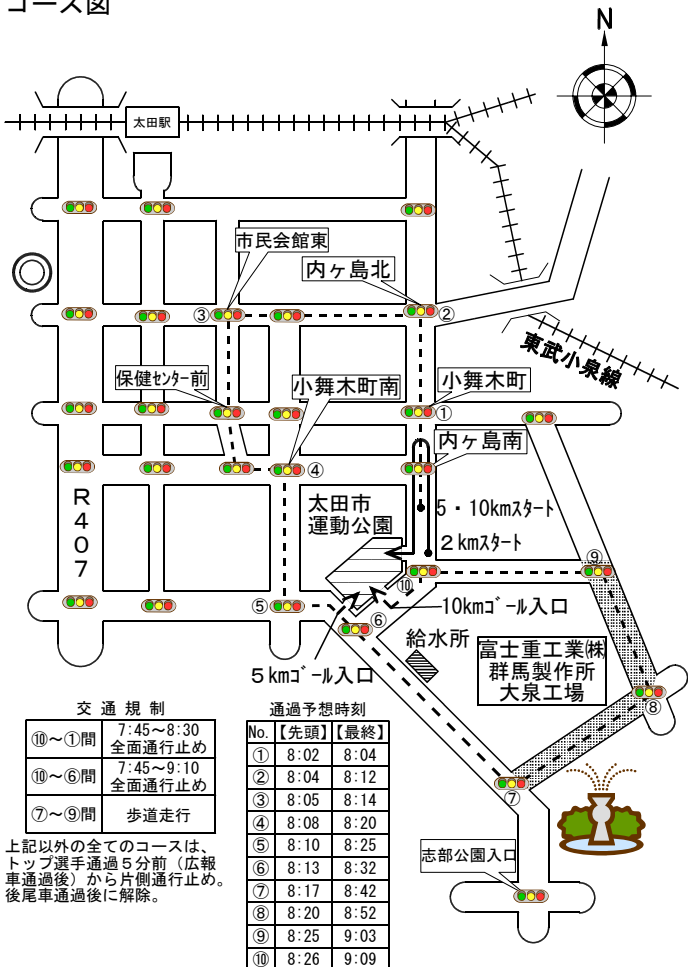 コース図
N
太田駅
市民会館東
内ヶ島北
③
②
東武小泉線
保健ｾﾝﾀｰ前
小舞木町南
小舞木町
①
内ヶ島南
④
R407
太田市
運動公園
5・10kmｽﾀｰﾄ
2kmｽﾀｰﾄ
⑨
⑩
10kmｺﾞｰﾙ入口
⑤
⑥
給水所
5kmｺﾞｰﾙ入口
富士重工業㈱
群馬製作所
大泉工場
⑧
⑦
志部公園入口
交通規制
⑩～①間 7:45～8:30
全面通行止め
⑩～⑥間 7:45～9:10
全面通行止め
⑦～⑨間 歩道走行
上記以外の全てのコースは、
トップ選手通過５分前（広報
車通過後）から片側通行止め。
後尾車通過後に解除。
通過予想時刻
No. 【先頭】 【最終】
① 8:02 8:04
② 8:04 8:12
③ 8:05 8:14
④ 8:08 8:20
⑤ 8:10 8:25
⑥ 8:13 8:32
⑦ 8:17 8:42
⑧ 8:20 8:52
⑨ 8:25 9:03
⑩ 8:26 9:09